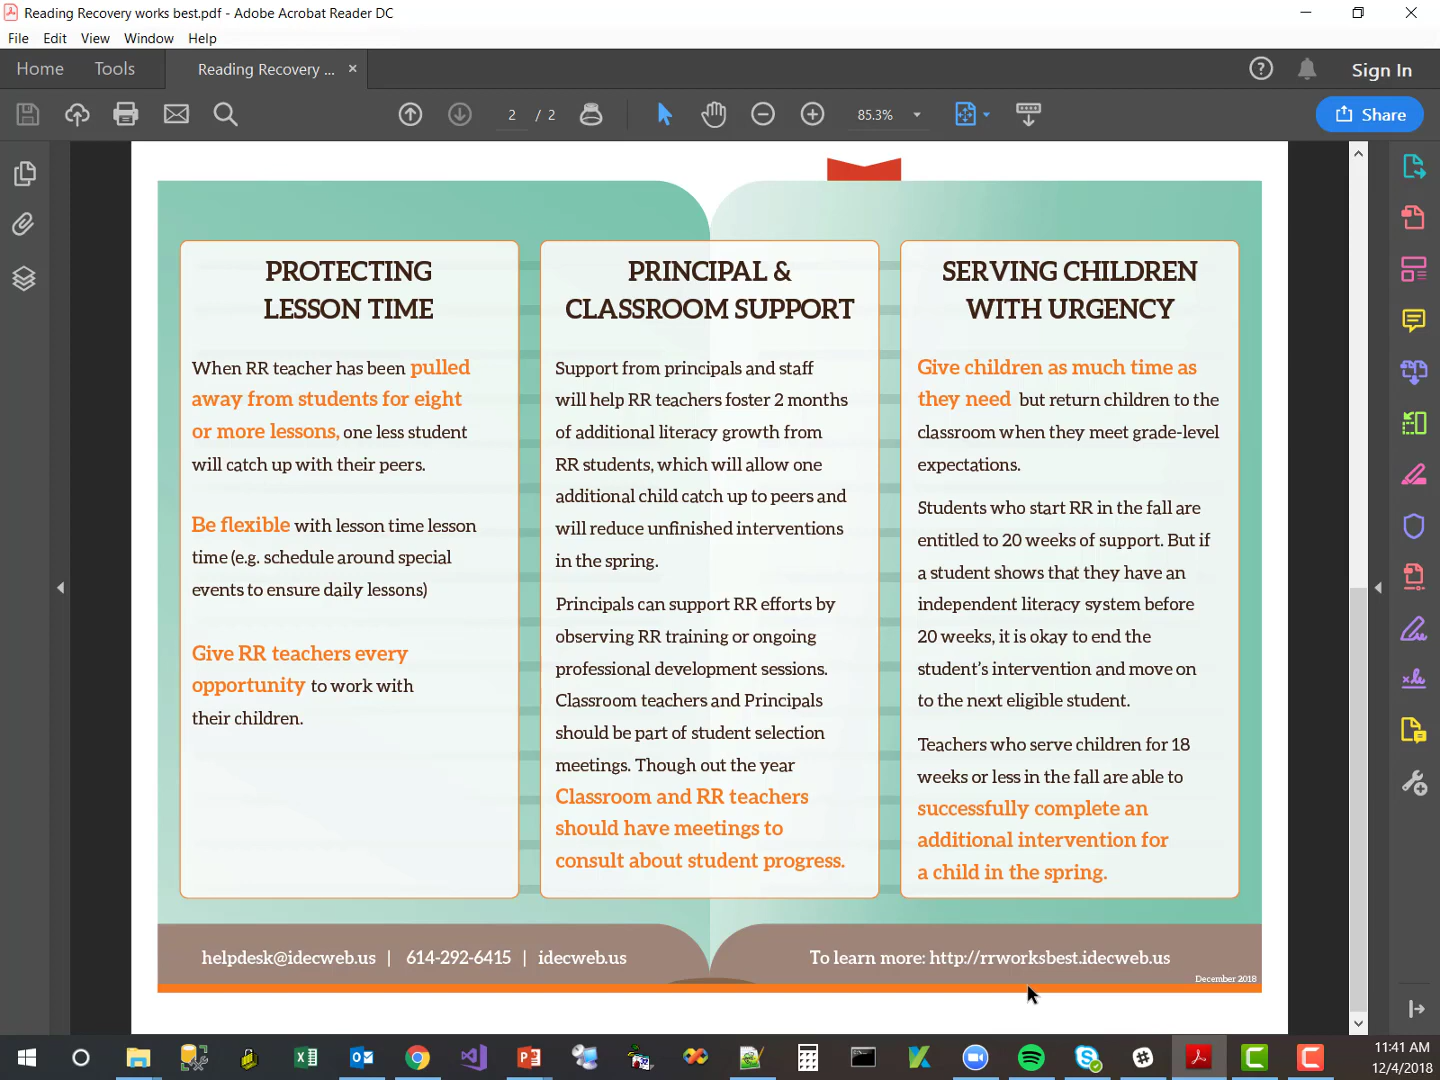 Reading Recovery works best.pdf - Adobe Acrobat Reader DC
File Edit View Window Help
Home Tools Reading Recovery ... × Sign In
2 / 2 85.3% Share
PROTECTING
LESSON TIME
When RR teacher has been pulled
away from students for eight
or more lessons, one less student
will catch up with their peers.
Be flexible with lesson time lesson
time (e.g. schedule around special
events to ensure daily lessons)
Give RR teachers every
opportunity to work with
their children.
PRINCIPAL &
CLASSROOM SUPPORT
Support from principals and staff
will help RR teachers foster 2 months
of additional literacy growth from
RR students, which will allow one
additional child catch up to peers and
will reduce unfinished interventions
in the spring.
Principals can support RR efforts by
observing RR training or ongoing
professional development sessions.
Classroom teachers and Principals
should be part of student selection
meetings. Though out the year
Classroom and RR teachers
should have meetings to
consult about student progress.
SERVING CHILDREN
WITH URGENCY
Give children as much time as
they need but return children to the
classroom when they meet grade-level
expectations.
Students who start RR in the fall are
entitled to 20 weeks of support. But if
a student shows that they have an
independent literacy system before
20 weeks, it is okay to end the
student's intervention and move on
to the next eligible student.
Teachers who serve children for 18
weeks or less in the fall are able to
successfully complete an
additional intervention for
a child in the spring.
helpdesk@idecweb.us | 614-292-6415 | idecweb.us
To learn more: http://rrworksbest.idecweb.us
December 2018
11:41 AM
12/4/2018